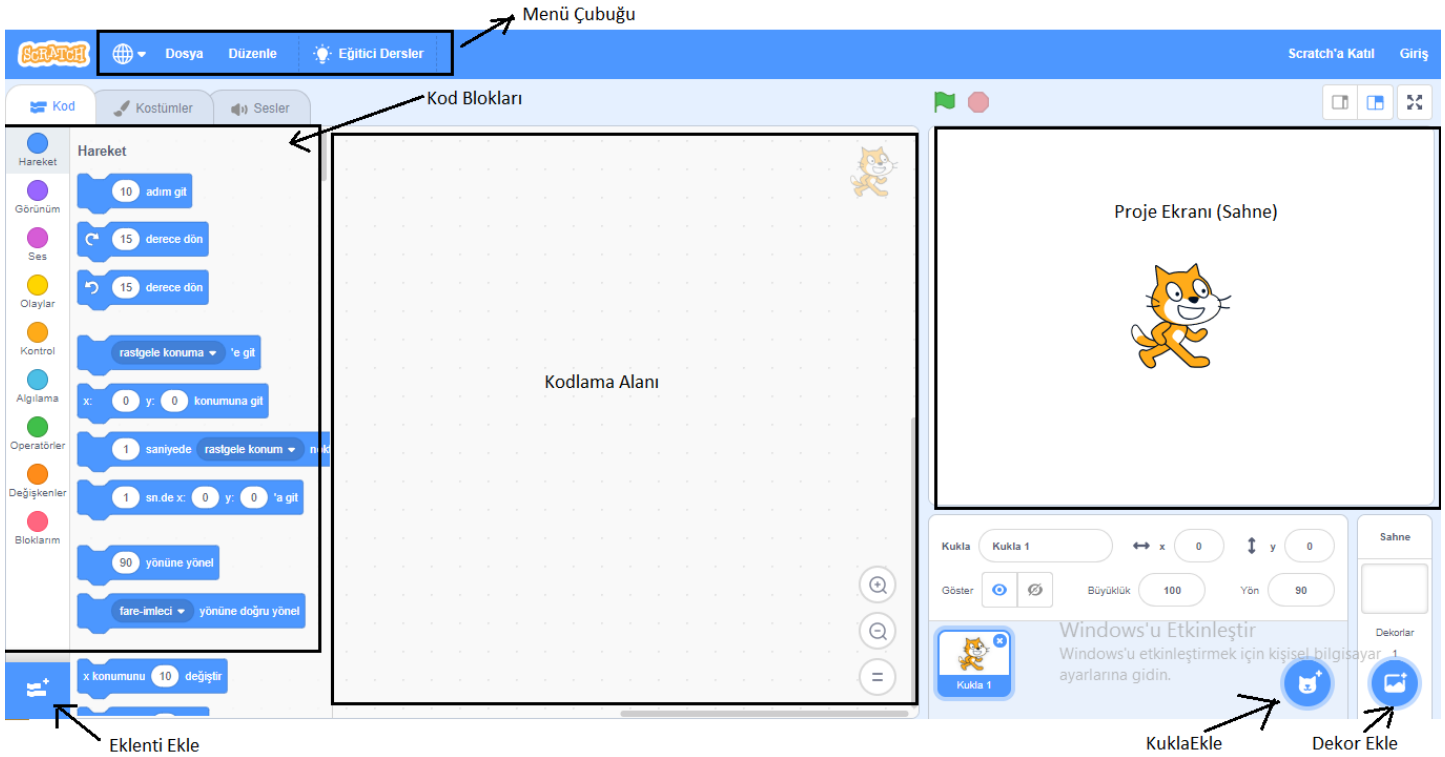 Menü Çubuğu
SCRATCH Dosya Düzenle Eğitici Dersler Scratch'a Katıl Giriş
Kod Kostümler Sesler
Kod Blokları
Hareket
Görünüm
Ses
Olaylar
Kontrol
Algılama
Operatörler
Değişkenler
Bloklarım
Hareket
10 adım git
15 derece dön
15 derece dön
rastgele konuma 'e git
x: 0 y: 0 konumuna git
1 saniyede rastgele konum
1 sn.de x: 0 y: 0 'a git
90 yönüne yönel
fare-imleci yönüne doğru yönel
x konumunu 10 değiştir
Kodlama Alanı
Proje Ekranı (Sahne)
Kukla Kukla 1 x 0 y 0
Göster Büyüklük 100 Yön 90
Kukla 1
Sahne
Dekorlar
1
Windows'u Etkinleştir
Windows'u etkinleştirmek için kişisel bilgisayar
ayarlarına gidin.
Eklenti Ekle
KuklaEkle
Dekor Ekle